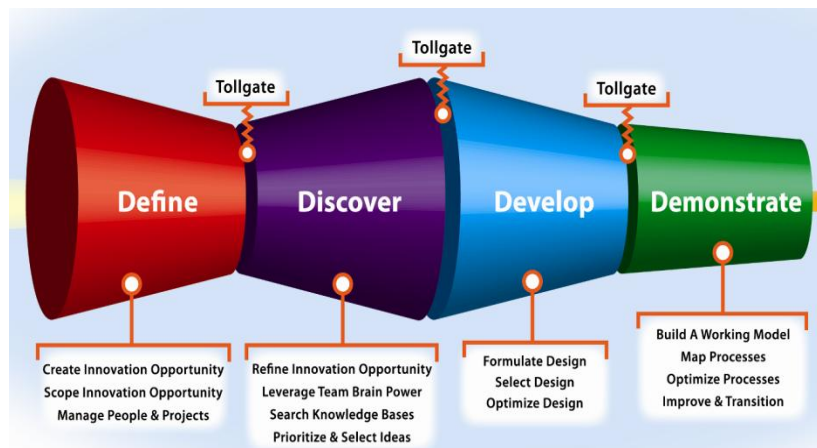 Tollgate
Tollgate
Tollgate
Define
Discover
Develop
Demonstrate
Create Innovation Opportunity
Scope Innovation Opportunity
Manage People & Projects
Refine Innovation Opportunity
Leverage Team Brain Power
Search Knowledge Bases
Prioritize & Select Ideas
Formulate Design
Select Design
Optimize Design
Build A Working Model
Map Processes
Optimize Processes
Improve & Transition